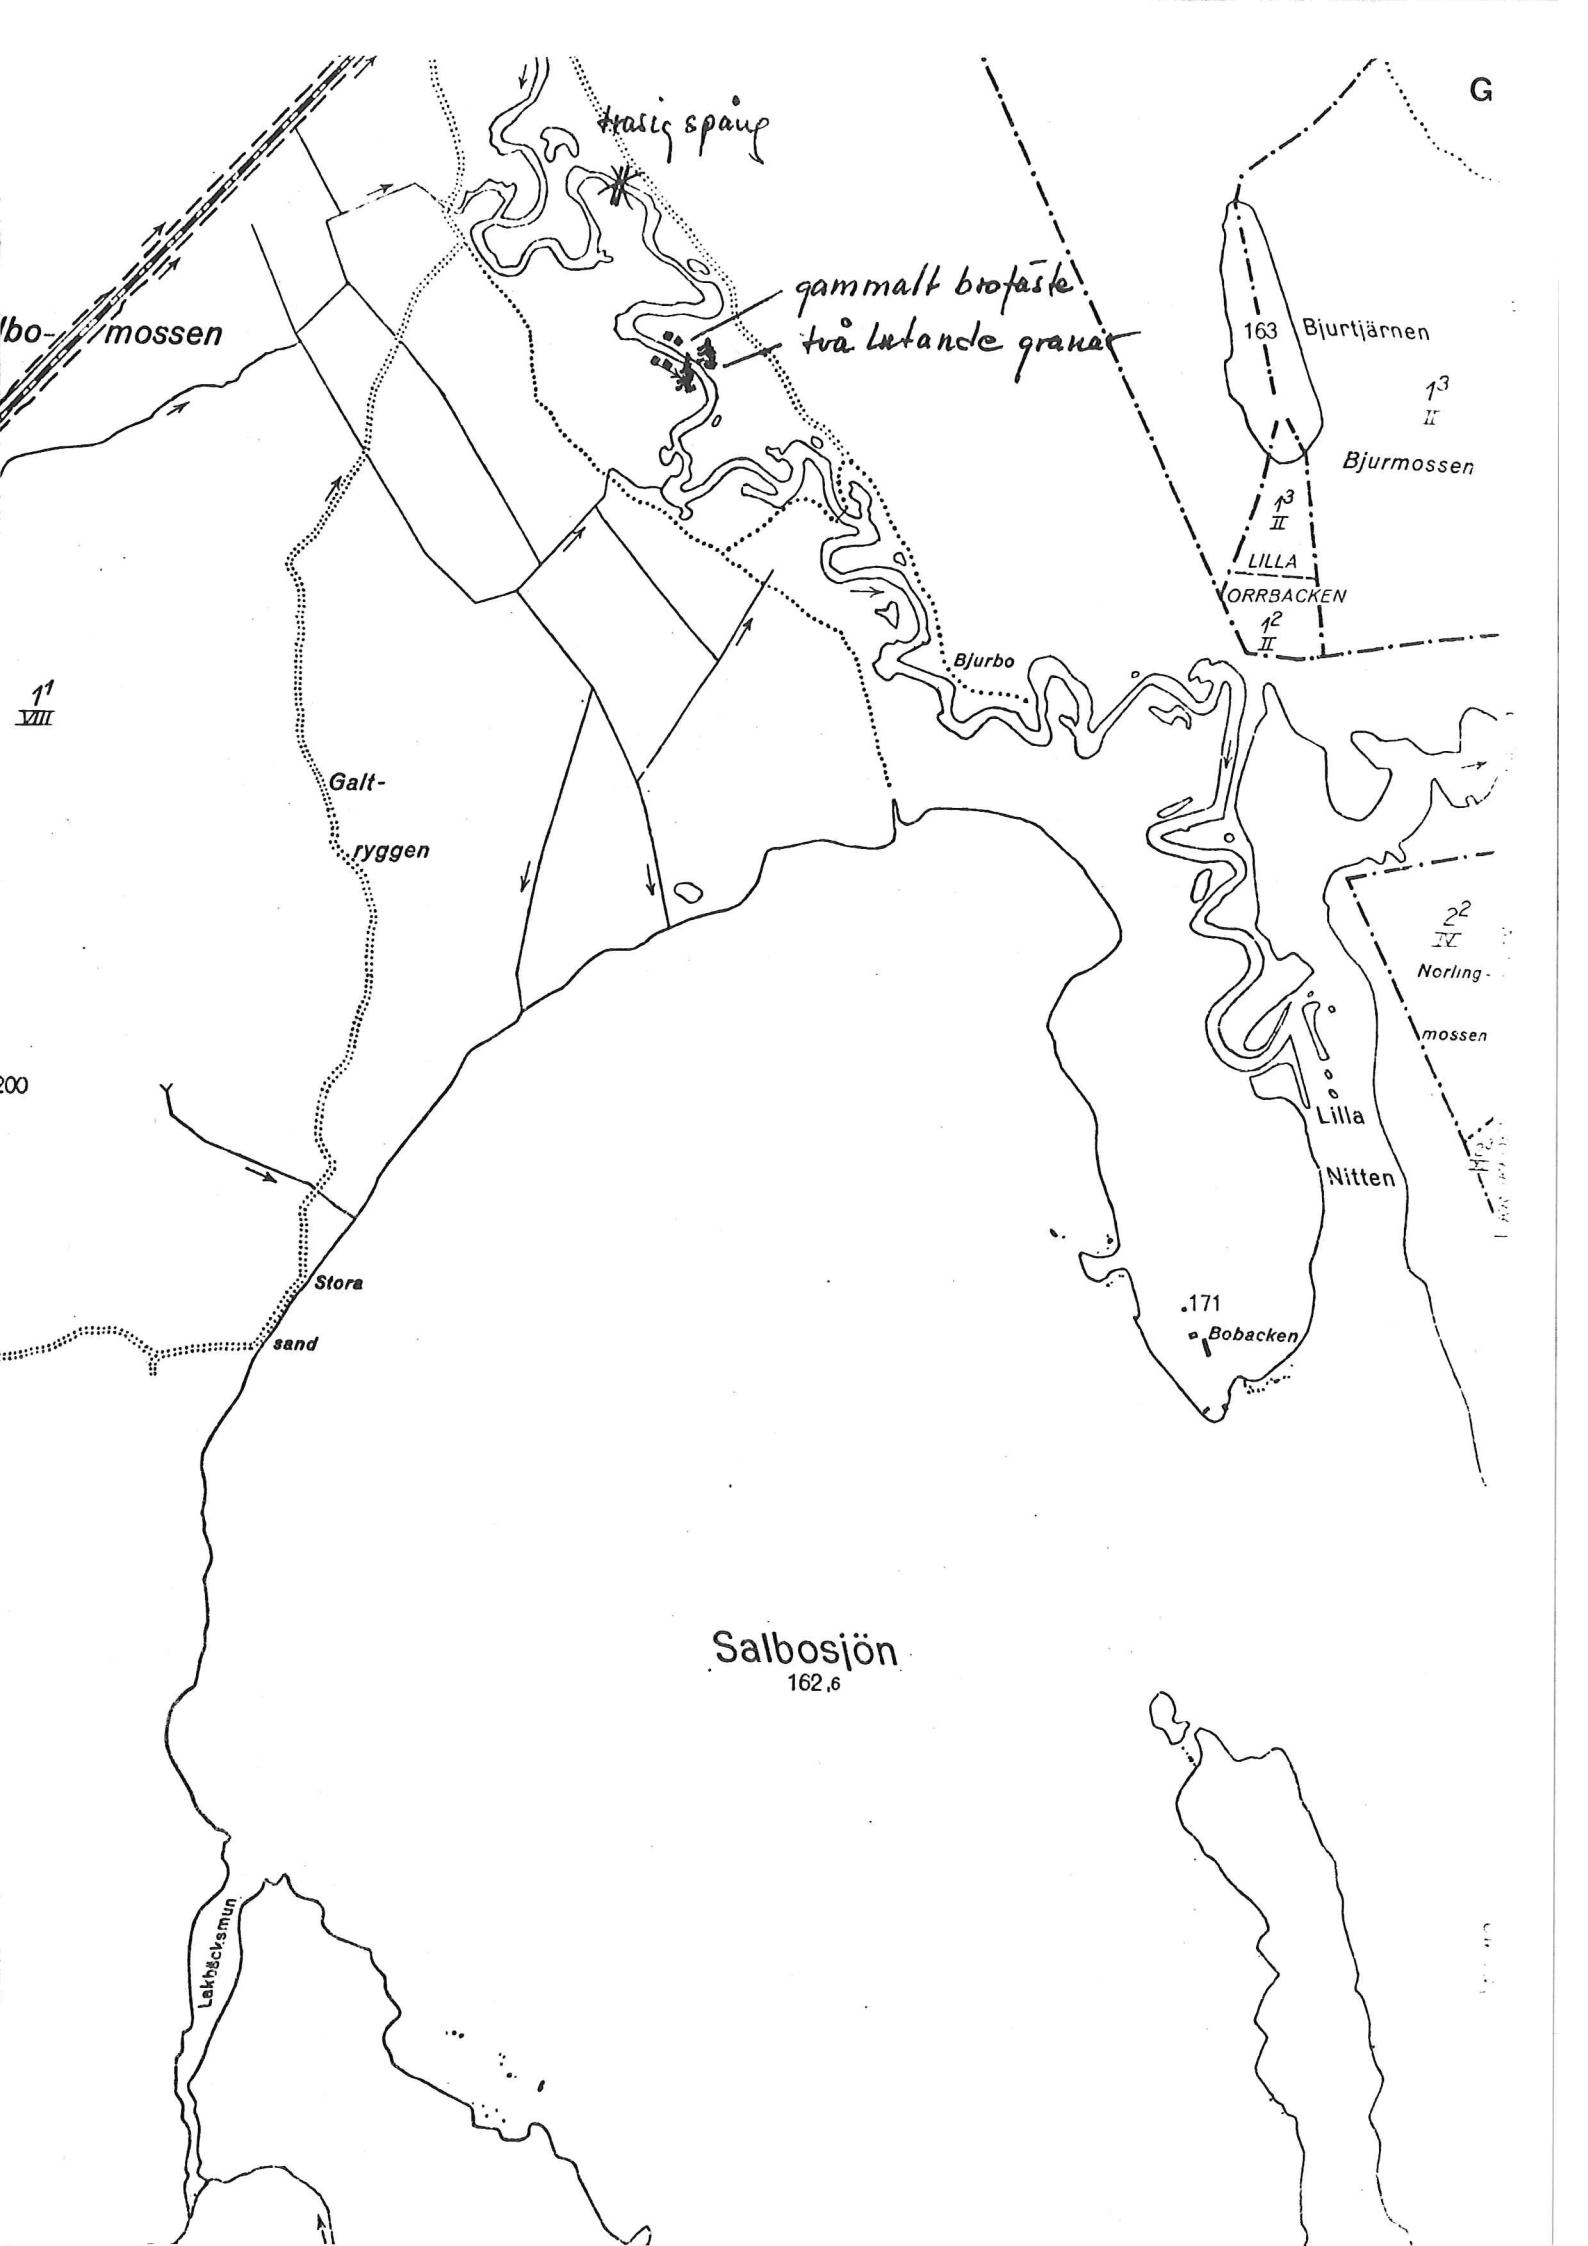 G
trasig spång
gammalt brofäste
två lutande granar
lbo- mossen
163 Bjurtjärnen
1³
II
Bjurmossen
1³
II
LILLA
ORRBACKEN
1²
II
Bjurbo
1¹
VIII
Galt-
ryggen
2²
IV
Norling-
mossen
200
Lilla
Nitten
Stora
sand
.171
Bobacken
Salbosjön
162,6
Lakbäcksmun